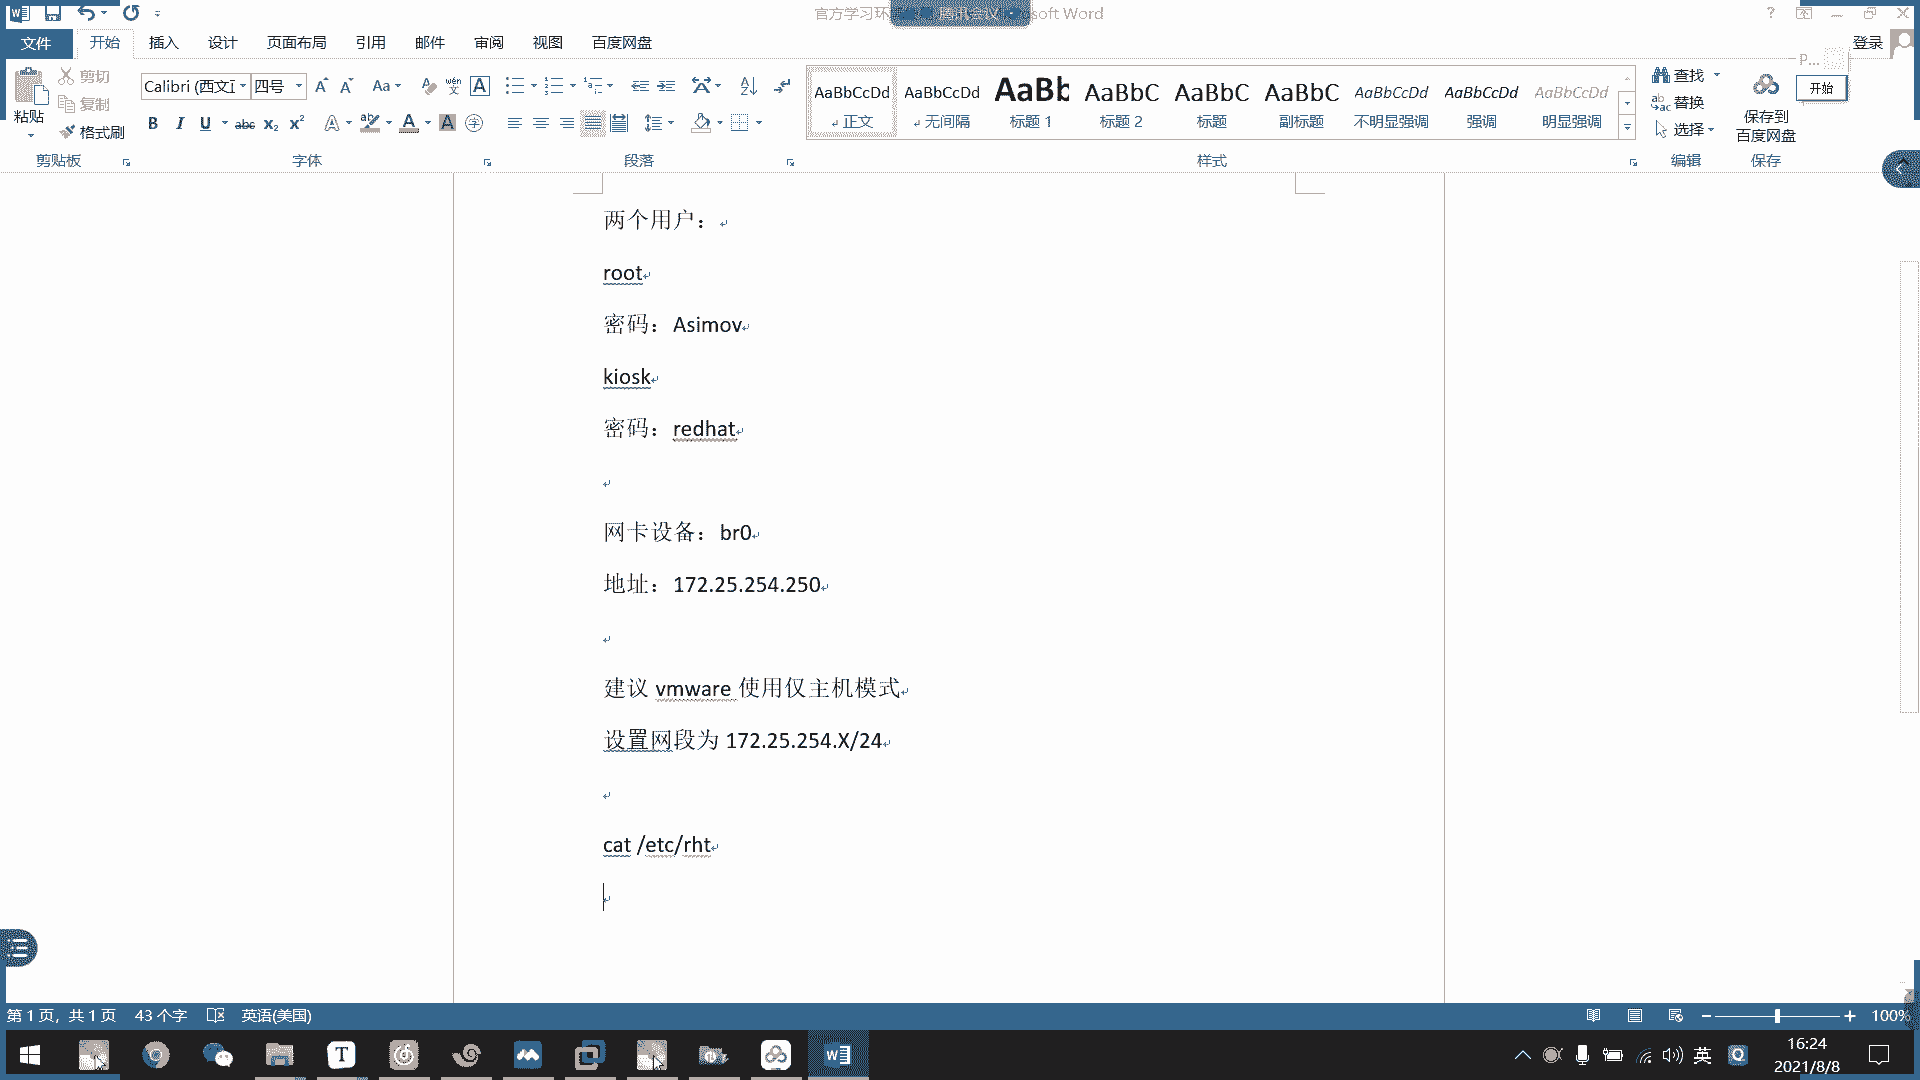 官方学习环 腾讯会议 soft Word
文件 开始 插入 设计 页面布局 引用 邮件 审阅 视图 百度网盘 登录
粘贴 剪切 复制 格式刷
Calibri (西文正 四号
AaBbCcDd AaBbCcDd AaBb AaBbC AaBbC AaBbC AaBbCcDd AaBbCcDd AaBbCcDd
正文 无间隔 标题 1 标题 2 标题 副标题 不明显强调 强调 明显强调
查找 替换 选择
保存到
百度网盘
P...
开始
剪贴板 字体 段落 样式 编辑 保存
两个用户：
root
密码：Asimov
kiosk
密码：redhat
网卡设备：br0
地址：172.25.254.250
建议 vmware 使用仅主机模式
设置网段为 172.25.254.X/24
cat /etc/rht
第 1 页，共 1 页 43 个字 英语(美国) 100%
英 16:24
2021/8/8